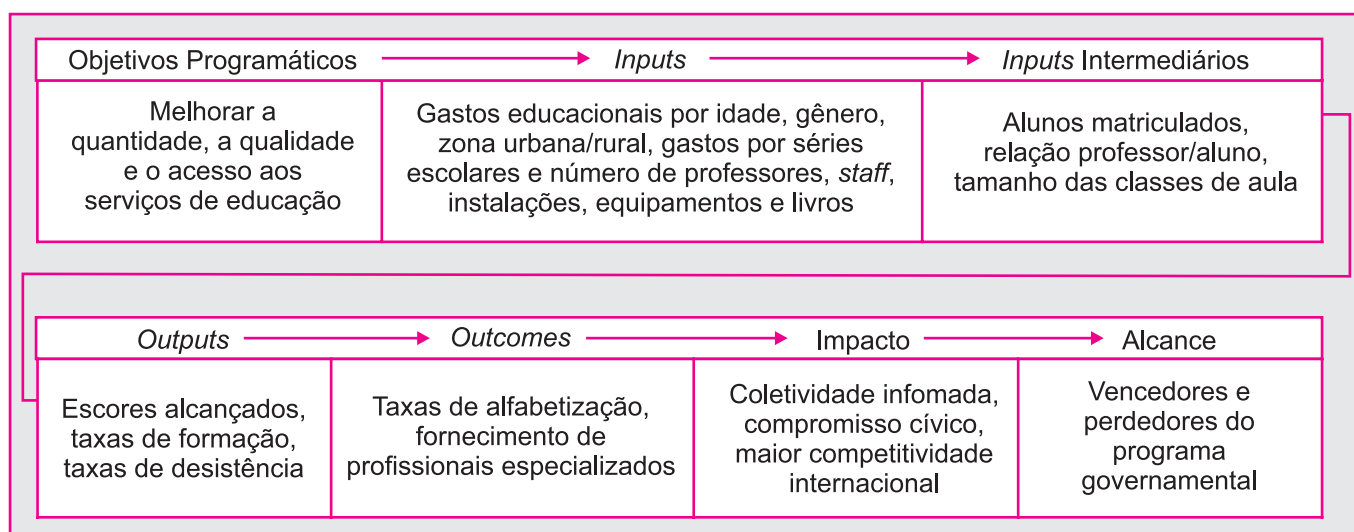 Objetivos Programáticos
Inputs
Inputs Intermediários
Melhorar a
quantidade, a qualidade
e o acesso aos
serviços de educação
Gastos educacionais por idade, gênero,
zona urbana/rural, gastos por séries
escolares e número de professores, staff,
instalações, equipamentos e livros
Alunos matriculados,
relação professor/aluno,
tamanho das classes de aula
Outputs
Outcomes
Impacto
Alcance
Escores alcançados,
taxas de formação,
taxas de desistência
Taxas de alfabetização,
fornecimento de
profissionais especializados
Coletividade infomada,
compromisso cívico,
maior competitividade
internacional
Vencedores e
perdedores do
programa
governamental